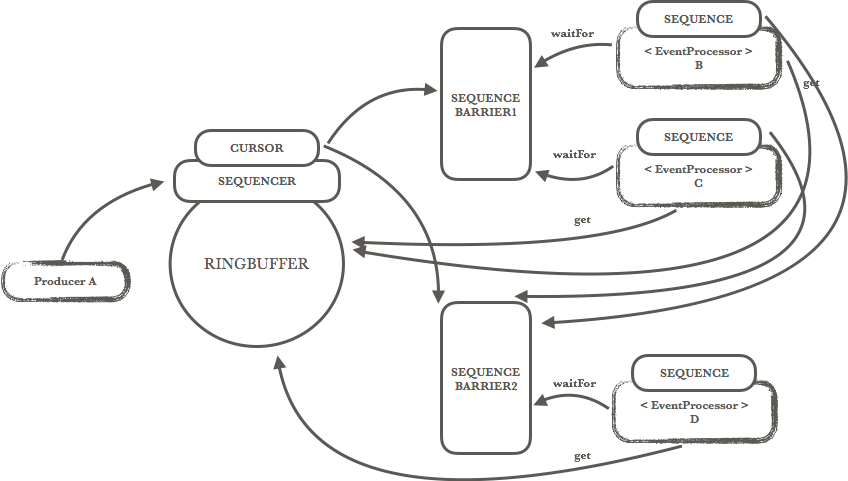 SEQUENCE
< EventProcessor >
B
waitFor
get
SEQUENCE
BARRIER1
CURSOR
SEQUENCER
SEQUENCE
< EventProcessor >
C
waitFor
get
RINGBUFFER
Producer A
SEQUENCE
BARRIER2
SEQUENCE
< EventProcessor >
D
waitFor
get